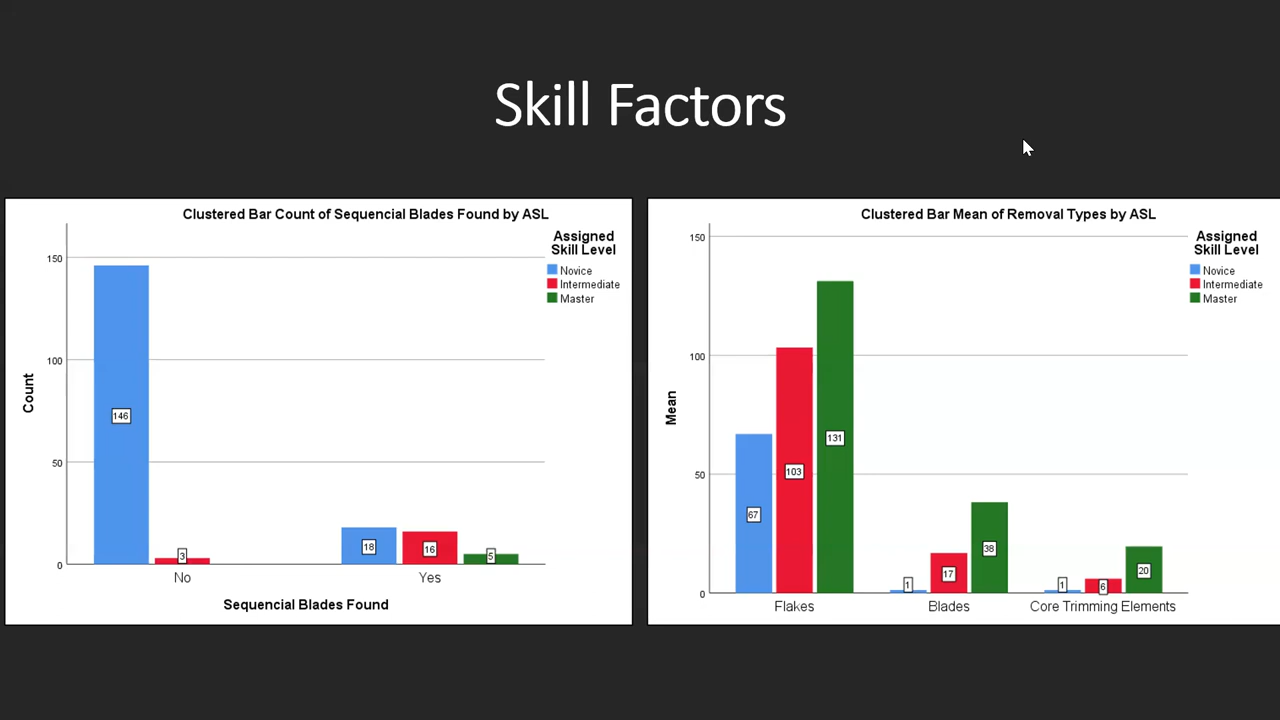 Skill Factors
Clustered Bar Count of Sequencial Blades Found by ASL
Assigned
Skill Level
Novice
Intermediate
Master
150
100
50
0
Count
146
3
18
16
5
No
Yes
Sequencial Blades Found
Clustered Bar Mean of Removal Types by ASL
Assigned
Skill Level
Novice
Intermediate
Master
150
100
50
0
Mean
67
103
131
1
17
38
1
6
20
Flakes
Blades
Core Trimming Elements